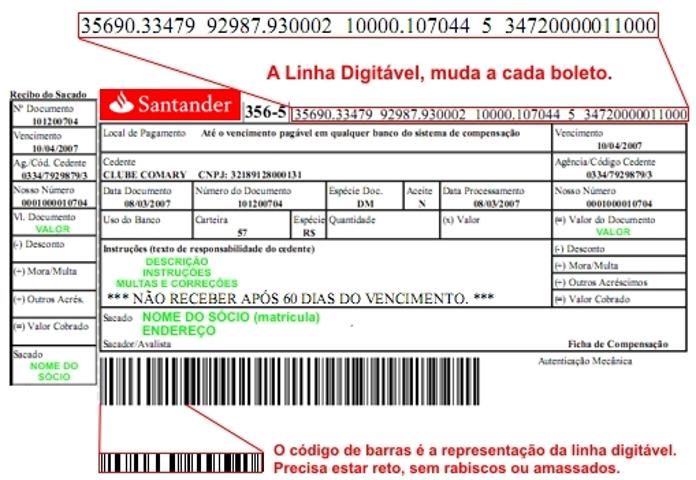 35690.33479 92987.930002 10000.107044 5 34720000011000
A Linha Digitável, muda a cada boleto.
Recibo do Sacado
Nº Documento
101200704
Vencimento
10/04/2007
Ag./Cód. Cedente
0334/7929879/3
Nosso Número
0001000010704
Vl. Documento
VALOR
(-) Desconto
(+) Mora/Multa
(+) Outros Acrés.
(=) Valor Cobrado
Sacado
NOME DO
SÓCIO
Santander 356-5 35690.33479 92987.930002 10000.107044 5 34720000011000
Local de Pagamento Até o vencimento pagável em qualquer banco do sistema de compensação
Vencimento
10/04/2007
Cedente
CLUBE COMARY CNPJ: 32189128000131
Agência/Código Cedente
0334/7929879/3
Data Documento Número do Documento Espécie Doc. Aceite Data Processamento Nosso Número
08/03/2007 101200704 DM N 08/03/2007 0001000010704
Uso do Banco Carteira Espécie Quantidade (x) Valor (=) Valor do Documento
57 R$ VALOR
Instruções (texto de responsabilidade do cedente)
DESCRIÇÃO
INSTRUÇÕES
MULTAS E CORREÇÕES
*** NÃO RECEBER APÓS 60 DIAS DO VENCIMENTO. ***
(-) Desconto
(+) Mora/Multa
(+) Outros Acréscimos
(=) Valor Cobrado
Sacado NOME DO SÓCIO (matrícula)
ENDEREÇO
Sacador/Avalista Ficha de Compensação
Autenticação Mecânica
O código de barras é a representação da linha digitável.
Precisa estar reto, sem rabiscos ou amassados.